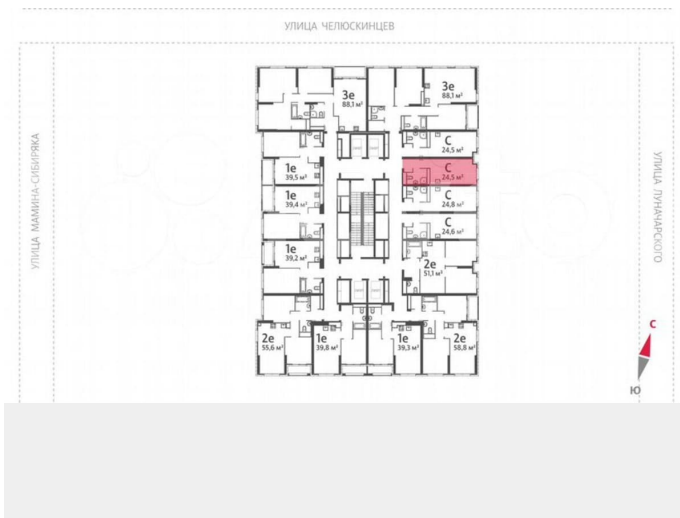 УЛИЦА ЧЕЛЮСКИНЦЕВ
3е
88,1 м²
3е
88,1 м²
С
24,5 м²
УЛИЦА МАМИНА-СИБИРЯКА
1е
39,5 м²
С
24,5 м²
УЛИЦА ЛУНАЧАРСКОГО
1е
39,4 м²
С
24,8 м²
С
24,6 м²
1е
39,2 м²
2е
51,1 м²
2е
55,6 м²
1е
39,8 м²
1е
39,3 м²
2е
58,8 м²
С
Ю